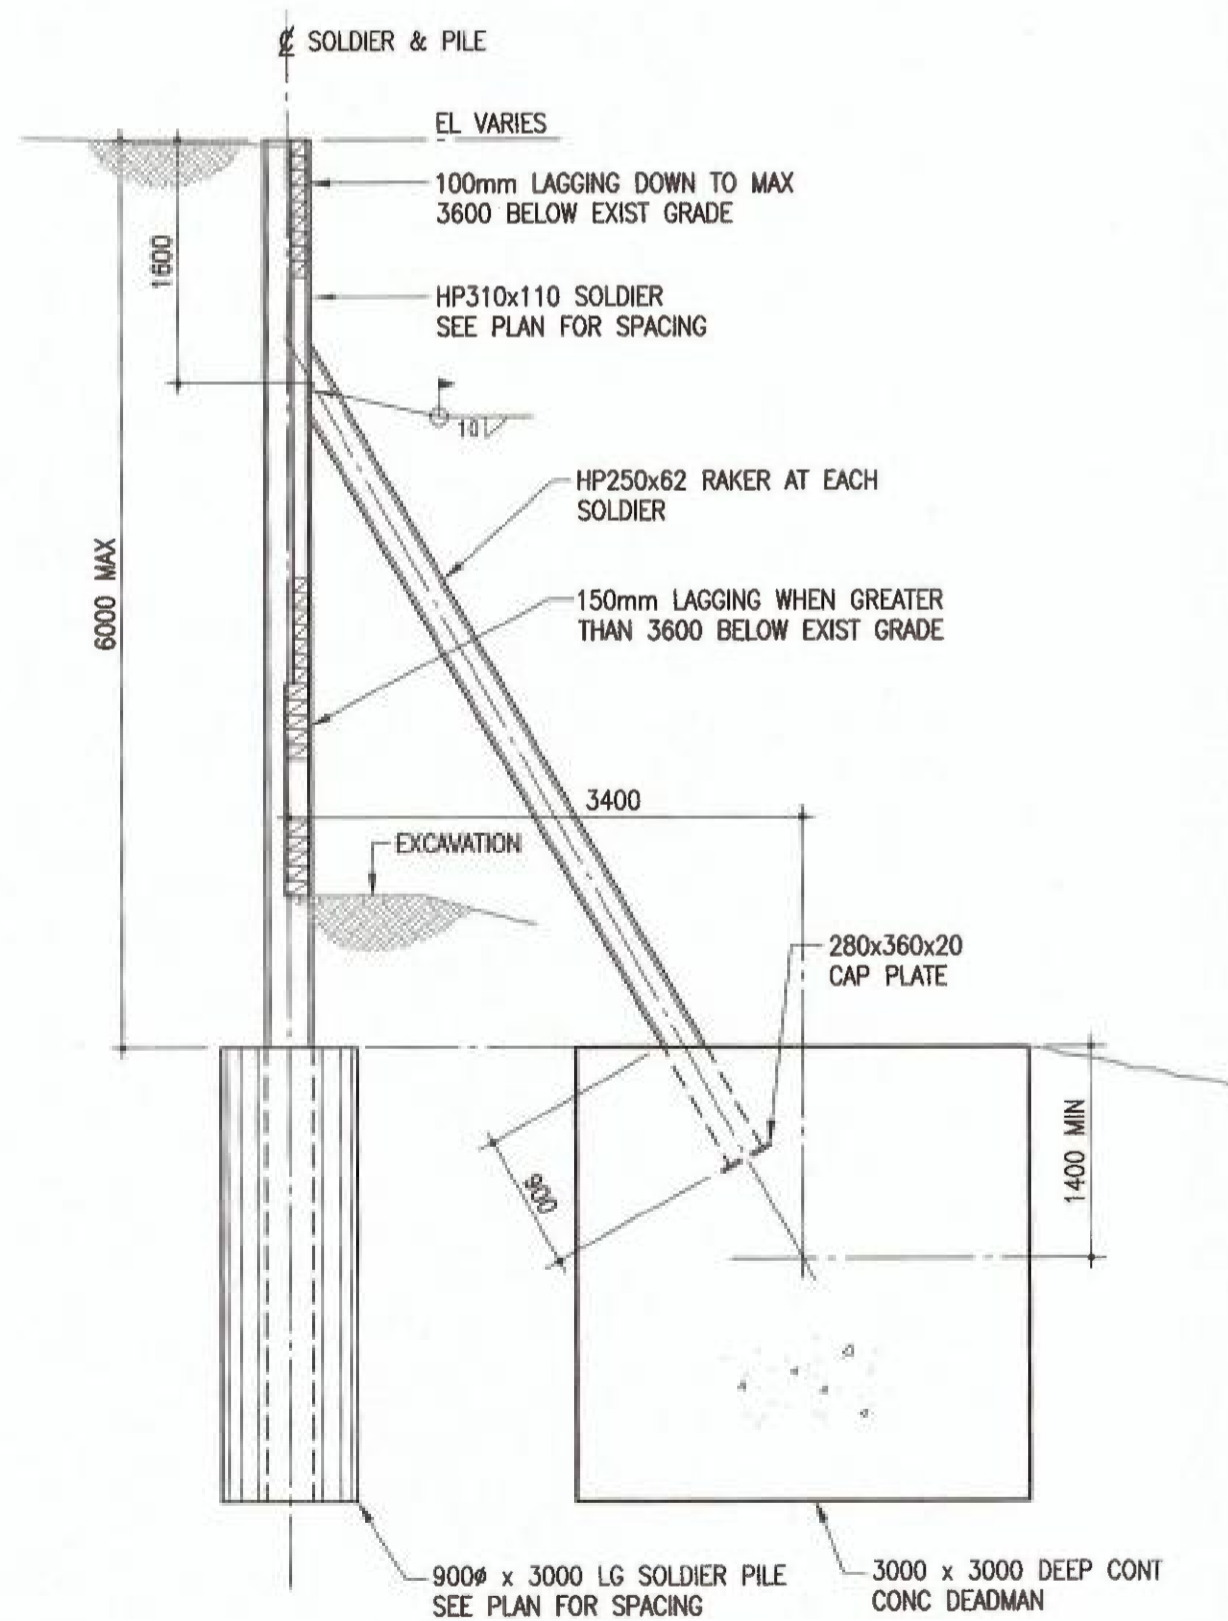 ℄ SOLDIER & PILE
EL VARIES
100mm LAGGING DOWN TO MAX
3600 BELOW EXIST GRADE
1600
HP310x110 SOLDIER
SEE PLAN FOR SPACING
10
HP250x62 RAKER AT EACH
SOLDIER
6000 MAX
150mm LAGGING WHEN GREATER
THAN 3600 BELOW EXIST GRADE
3400
EXCAVATION
280x360x20
CAP PLATE
900
1400 MIN
900ø x 3000 LG SOLDIER PILE
SEE PLAN FOR SPACING
3000 x 3000 DEEP CONT
CONC DEADMAN